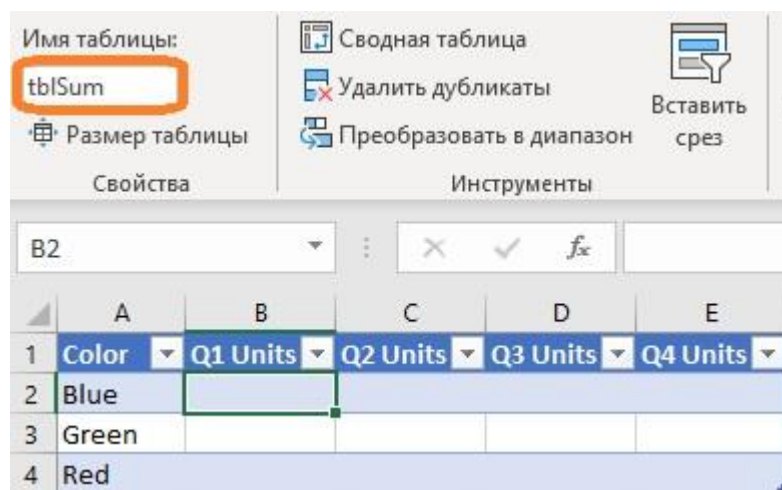 Имя таблицы:
tblSum
Размер таблицы
Свойства
Сводная таблица
Удалить дубликаты
Преобразовать в диапазон
Инструменты
Вставить
срез
B2 fx
A B C D E
1 Color Q1 Units Q2 Units Q3 Units Q4 Units
2 Blue
3 Green
4 Red